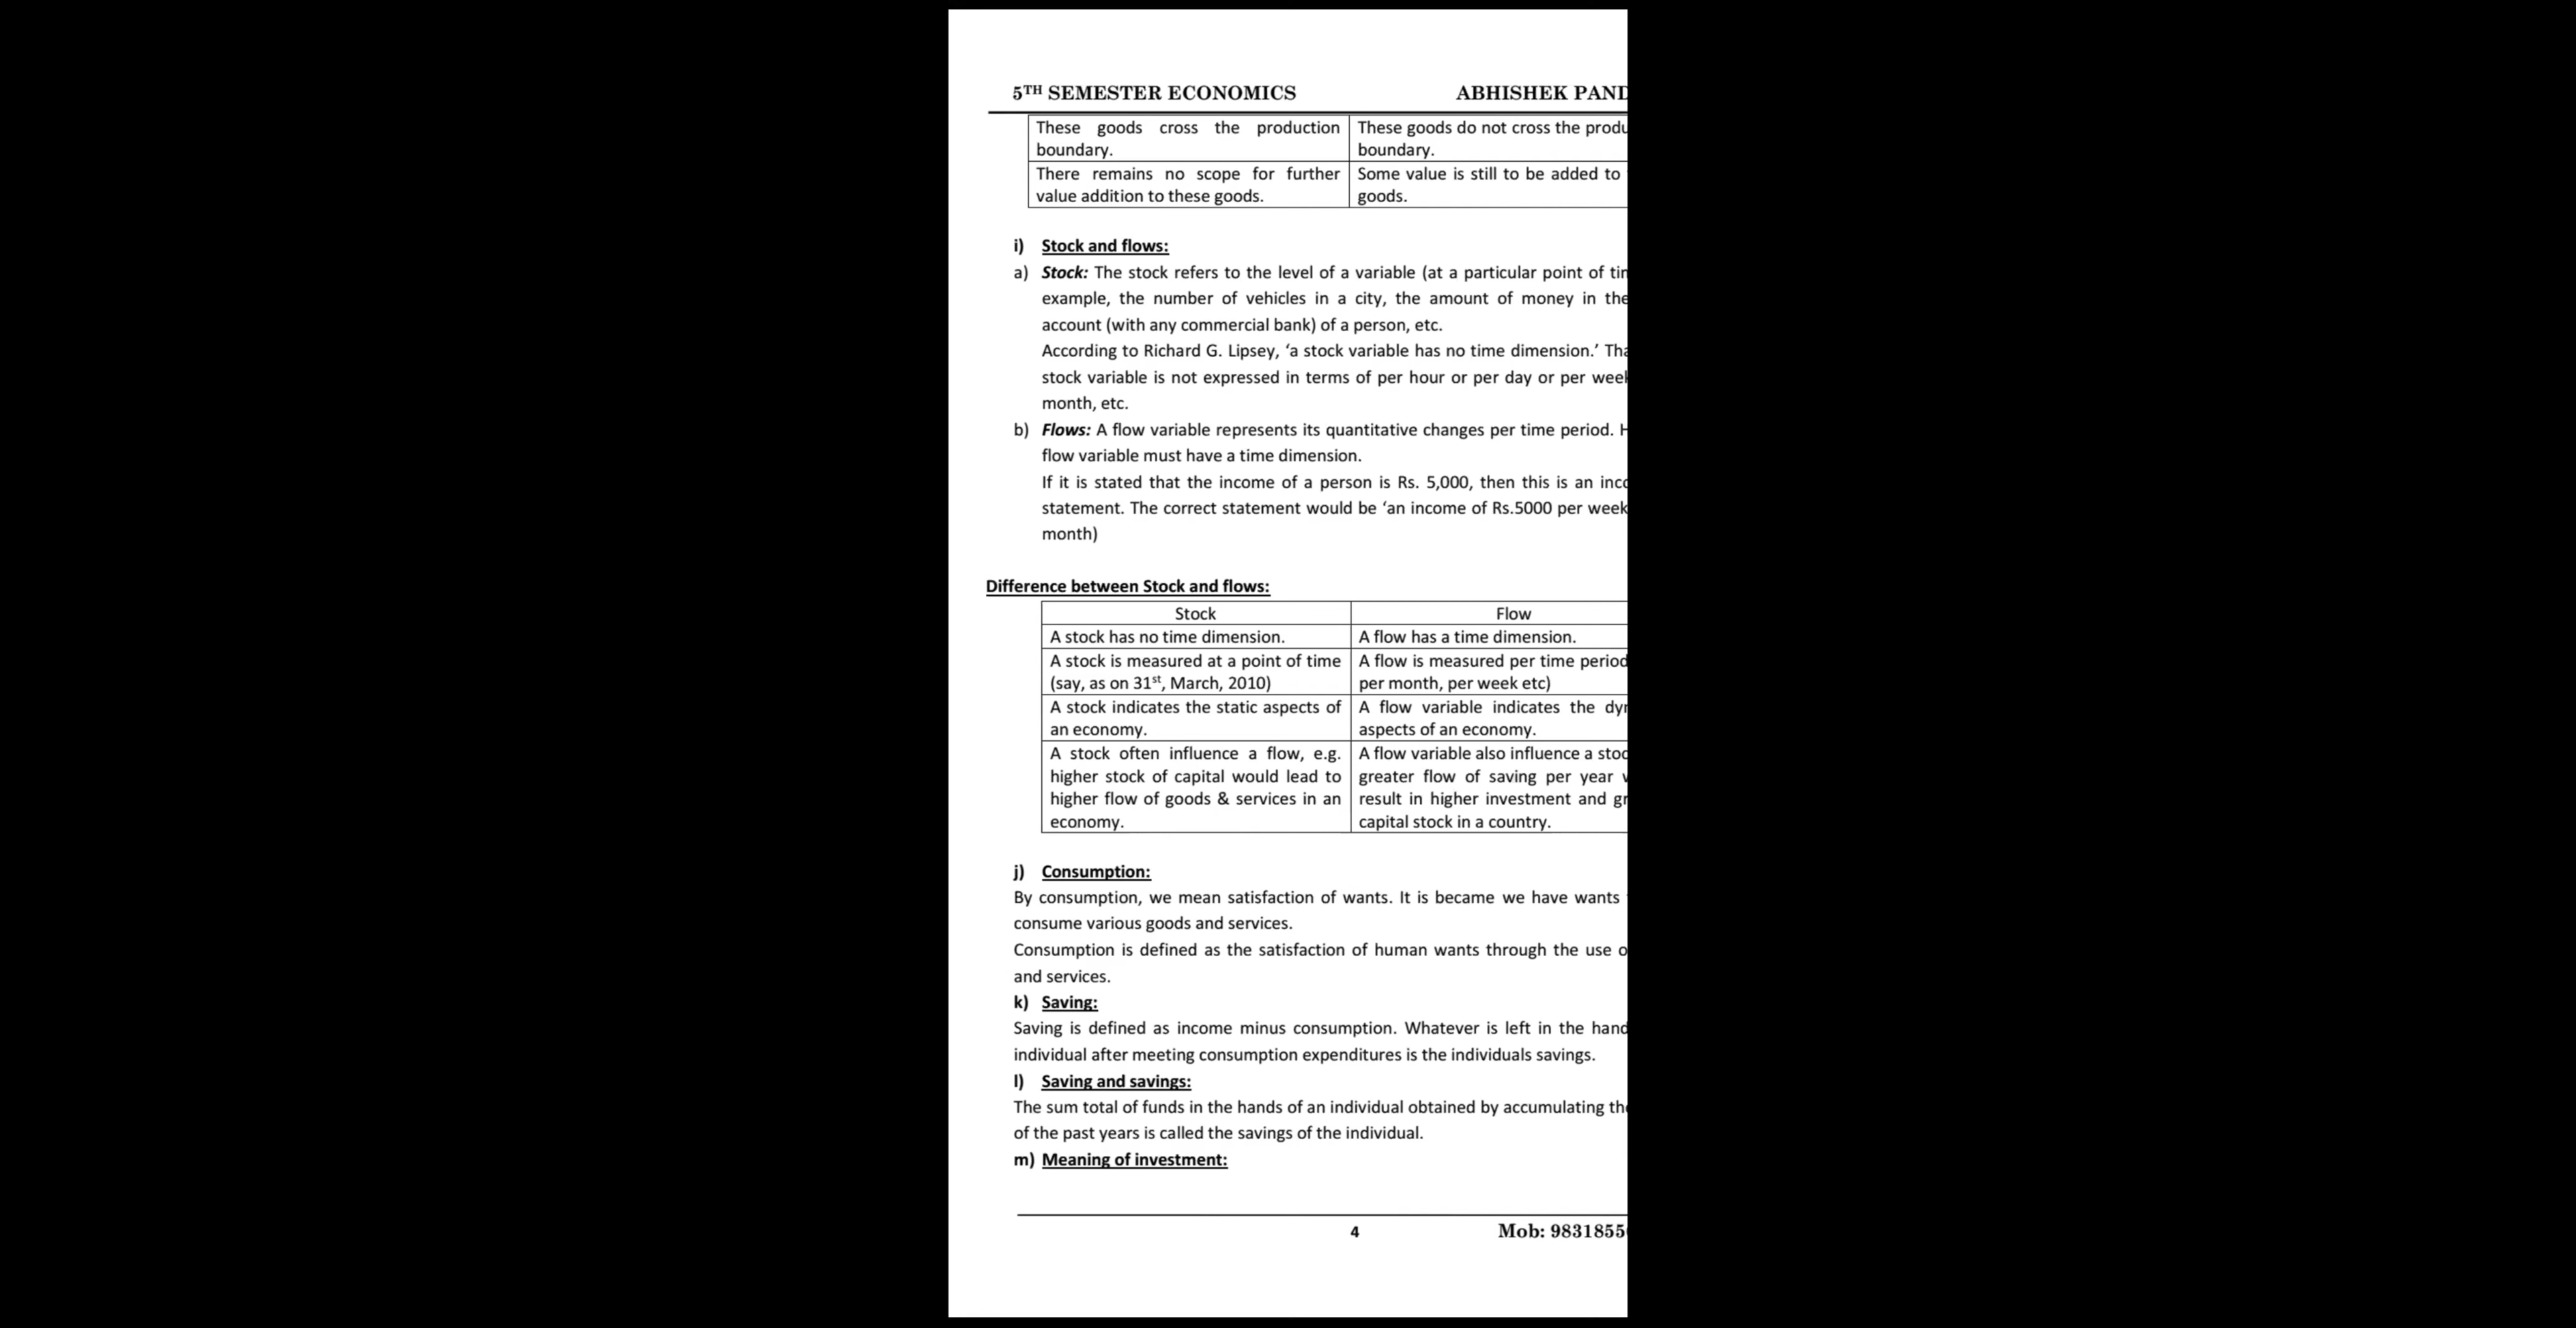 5TH SEMESTER ECONOMICS ABHISHEK PAND
These goods cross the production boundary.
These goods do not cross the produ
boundary.
There remains no scope for further value addition to these goods.
Some value is still to be added to
goods.
i) Stock and flows:
a) Stock: The stock refers to the level of a variable (at a particular point of
example, the number of vehicles in a city, the amount of money in the
account (with any commercial bank) of a person, etc.
According to Richard G. Lipsey, ‘a stock variable has no time dimension.’
stock variable is not expressed in terms of per hour or per day or per
month, etc.
b) Flows: A flow variable represents its quantitative changes per time period.
flow variable must have a time dimension.
If it is stated that the income of a person is Rs. 5,000, then this is an
statement. The correct statement would be ‘an income of Rs.5000 per week
month)
Difference between Stock and flows:
Stock Flow
A stock has no time dimension. A flow has a time dimension.
A stock is measured at a point of time
(say, as on 31st, March, 2010)
A flow is measured per time period
per month, per week etc)
A stock indicates the static aspects of
an economy.
A flow variable indicates the
aspects of an economy.
A stock often influence a flow, e.g.
higher stock of capital would lead to
higher flow of goods & services in an
economy.
A flow variable also influence a
greater flow of saving per year
result in higher investment and
capital stock in a country.
j) Consumption:
By consumption, we mean satisfaction of wants. It is became we have wants
consume various goods and services.
Consumption is defined as the satisfaction of human wants through the use
and services.
k) Saving:
Saving is defined as income minus consumption. Whatever is left in the hand
individual after meeting consumption expenditures is the individuals savings.
l) Saving and savings:
The sum total of funds in the hands of an individual obtained by accumulating
of the past years is called the savings of the individual.
m) Meaning of investment:
4 Mob: 9831855